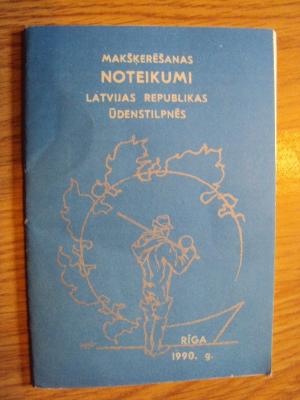 MAKŠĶERĒŠANAS
NOTEIKUMI
LATVIJAS REPUBLIKAS
ŪDENSTILPNĒS
RĪGA
1990. g.